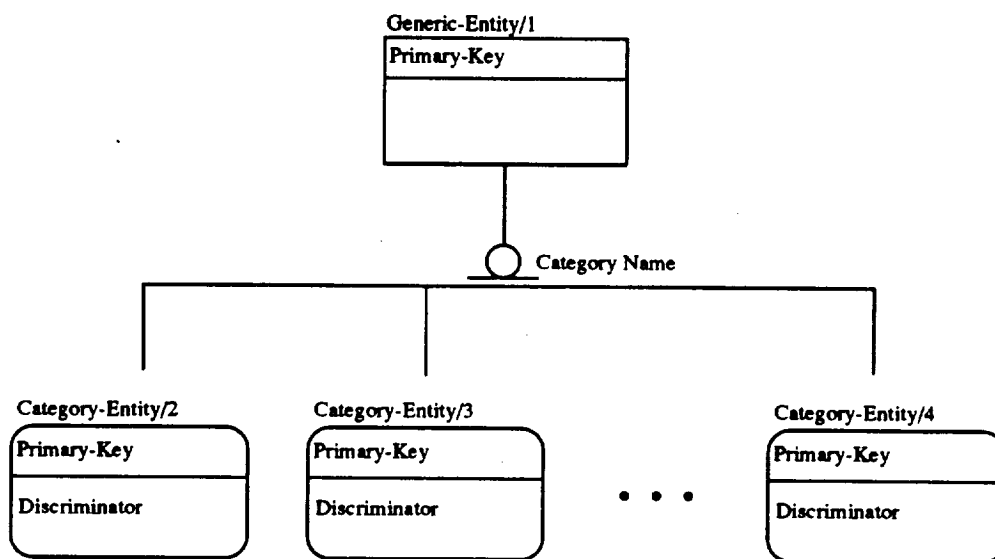 Generic-Entity/1
Primary-Key
Category Name
Category-Entity/2
Primary-Key
Discriminator
Category-Entity/3
Primary-Key
Discriminator
Category-Entity/4
Primary-Key
Discriminator